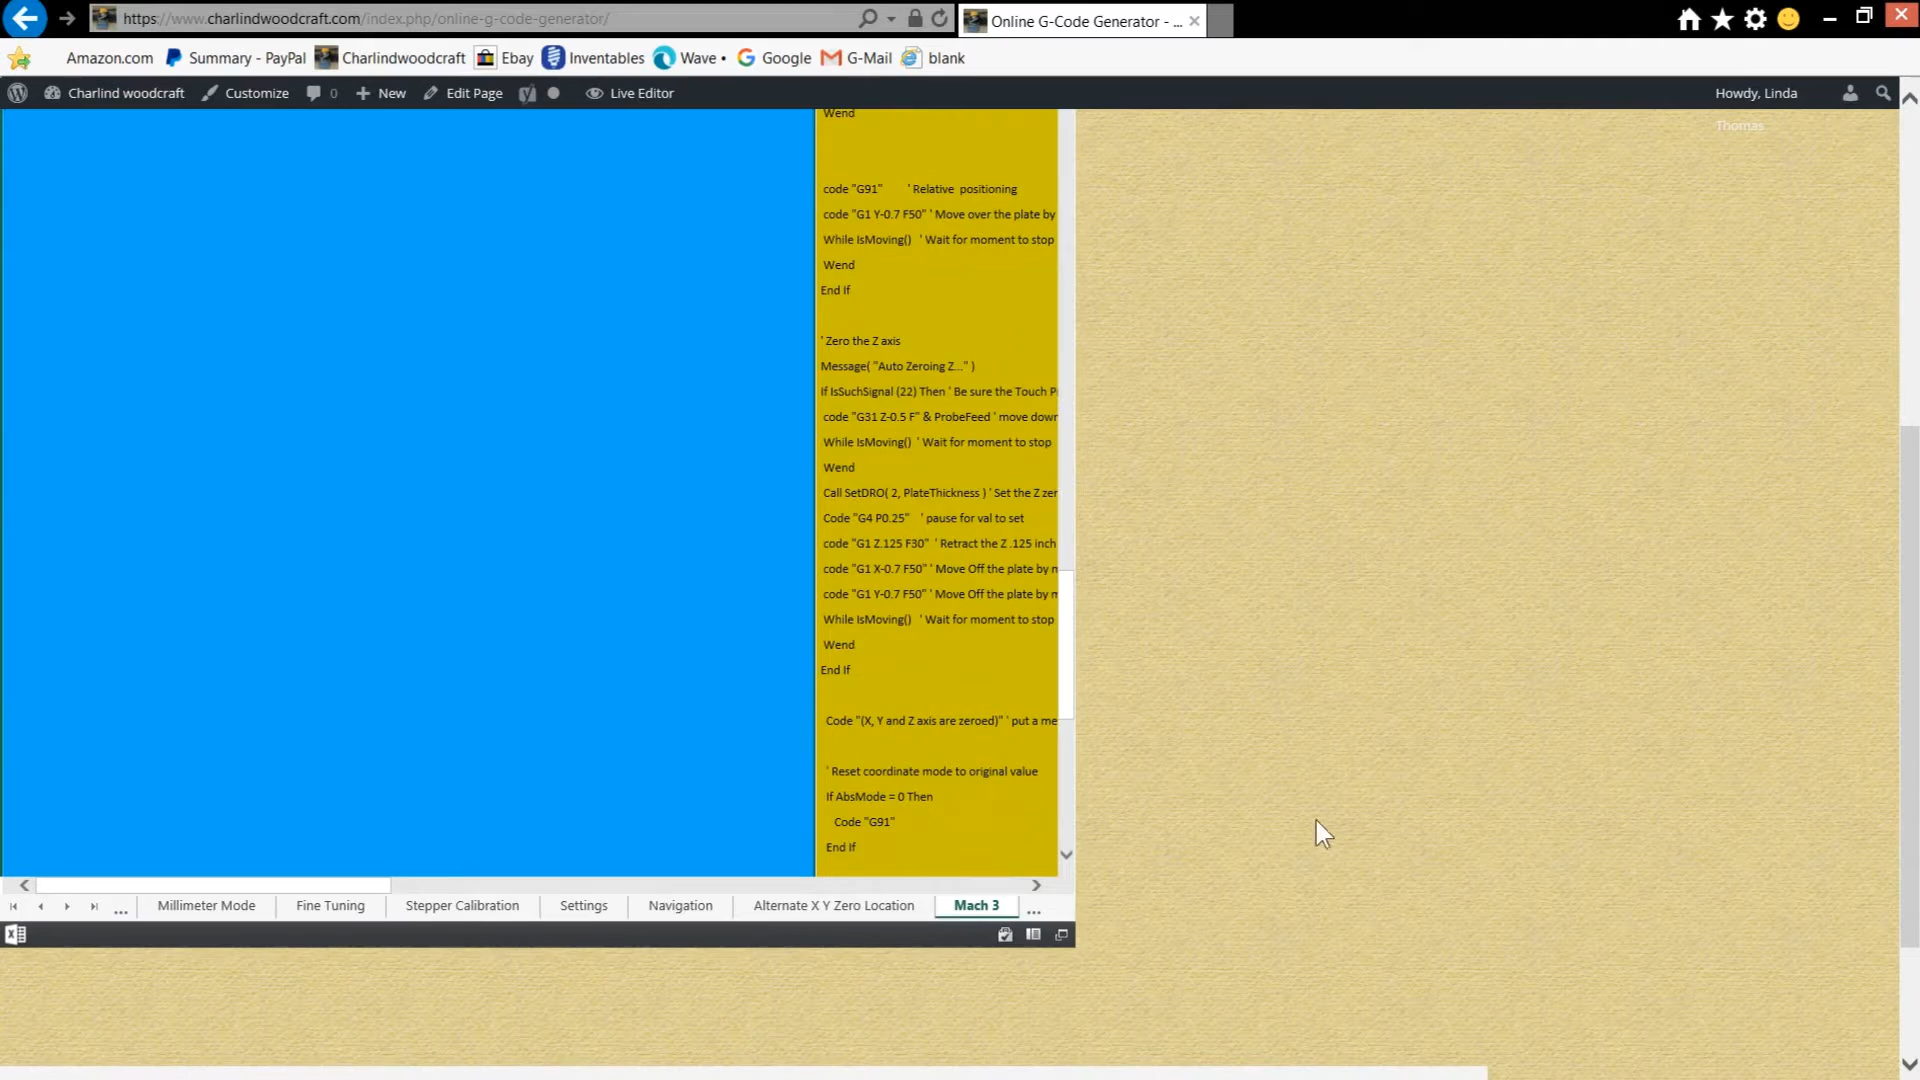 https://www.charlindwoodcraft.com/index.php/online-g-code-generator/
Online G-Code Generator - ...
Amazon.com
Summary - PayPal
Charlindwoodcraft
Ebay
Inventables
Wave •
Google
G-Mail
blank
Charlind woodcraft
Customize
0
New
Edit Page
Live Editor
Howdy, Linda
Thomas
Wend
code "G91" ' Relative positioning
code "G1 Y-0.7 F50" ' Move over the plate by
While IsMoving() ' Wait for moment to stop
Wend
End If
' Zero the Z axis
Message( "Auto Zeroing Z..." )
If IsSuchSignal (22) Then ' Be sure the Touch P
code "G31 Z-0.5 F" & ProbeFeed ' move down
While IsMoving() ' Wait for moment to stop
Wend
Call SetDRO( 2, PlateThickness ) ' Set the Z zer
Code "G4 P0.25" ' pause for val to set
code "G1 Z.125 F30" ' Retract the Z .125 inch
code "G1 X-0.7 F50" ' Move Off the plate by m
code "G1 Y-0.7 F50" ' Move Off the plate by m
While IsMoving() ' Wait for moment to stop
Wend
End If
Code "(X, Y and Z axis are zeroed)" ' put a me
' Reset coordinate mode to original value
If AbsMode = 0 Then
Code "G91"
End If
...
Millimeter Mode
Fine Tuning
Stepper Calibration
Settings
Navigation
Alternate X Y Zero Location
Mach 3
...